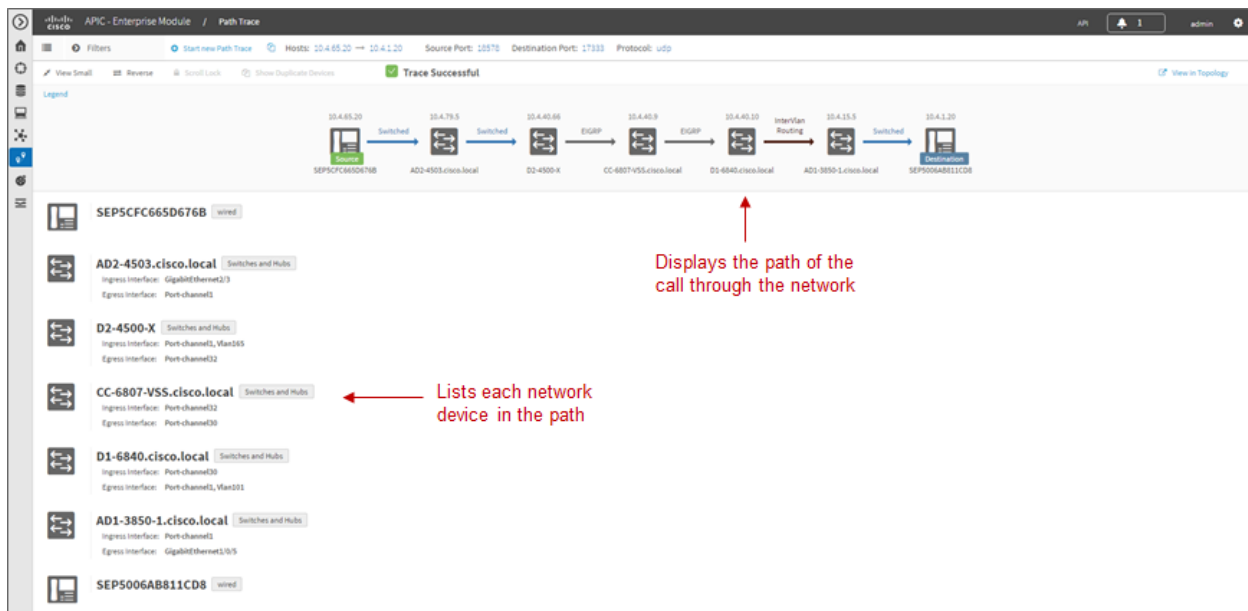 cisco APIC - Enterprise Module / Path Trace API 1 admin
Filters Start new Path Trace Hosts: 10.4.65.20 → 10.4.1.20 Source Port: 18578 Destination Port: 17333 Protocol: udp
View Small Reverse Scroll Lock Show Duplicate Devices Trace Successful View in Topology
Legend
10.4.65.20 10.4.79.5 10.4.40.66 10.4.40.9 10.4.40.10 10.4.15.5 10.4.1.20
Switched Switched EIGRP EIGRP InterVlan Routing Switched
Source Destination
SEP5CFC665D676B AD2-4503.cisco.local D2-4500-X CC-6807-VSS.cisco.local D1-6840.cisco.local AD1-3850-1.cisco.local SEP5006AB811CD8
SEP5CFC665D676B wired
AD2-4503.cisco.local Switches and Hubs
Ingress Interface: GigabitEthernet2/3
Egress Interface: Port-channel1
Displays the path of the
call through the network
D2-4500-X Switches and Hubs
Ingress Interface: Port-channel1, Vlan165
Egress Interface: Port-channel32
CC-6807-VSS.cisco.local Switches and Hubs
Ingress Interface: Port-channel32
Egress Interface: Port-channel30
Lists each network
device in the path
D1-6840.cisco.local Switches and Hubs
Ingress Interface: Port-channel30
Egress Interface: Port-channel1, Vlan101
AD1-3850-1.cisco.local Switches and Hubs
Ingress Interface: Port-channel1
Egress Interface: GigabitEthernet1/0/5
SEP5006AB811CD8 wired